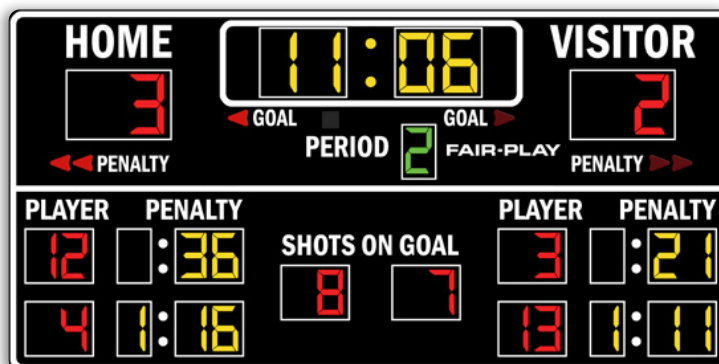 HOME 11:06 VISITOR
3 2
GOAL GOAL
PERIOD 2 FAIR-PLAY
PENALTY PENALTY
PLAYER PENALTY PLAYER PENALTY
SHOTS ON GOAL
12 :36 8 7 3 :21
4 1:16 13 1:11